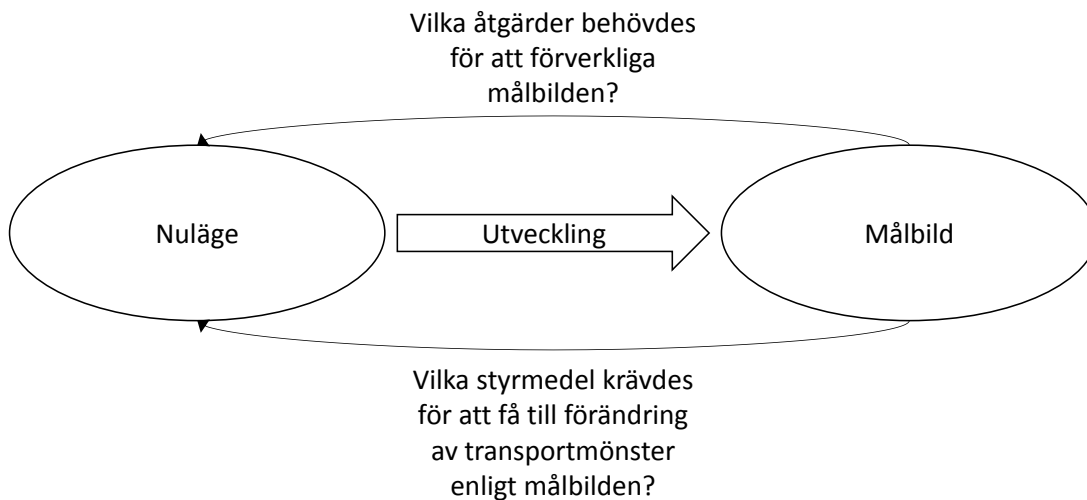 Vilka åtgärder behövdes
för att förverkliga
målbilden?
Nuläge
Utveckling
Målbild
Vilka styrmedel krävdes
för att få till förändring
av transportmönster
enligt målbilden?